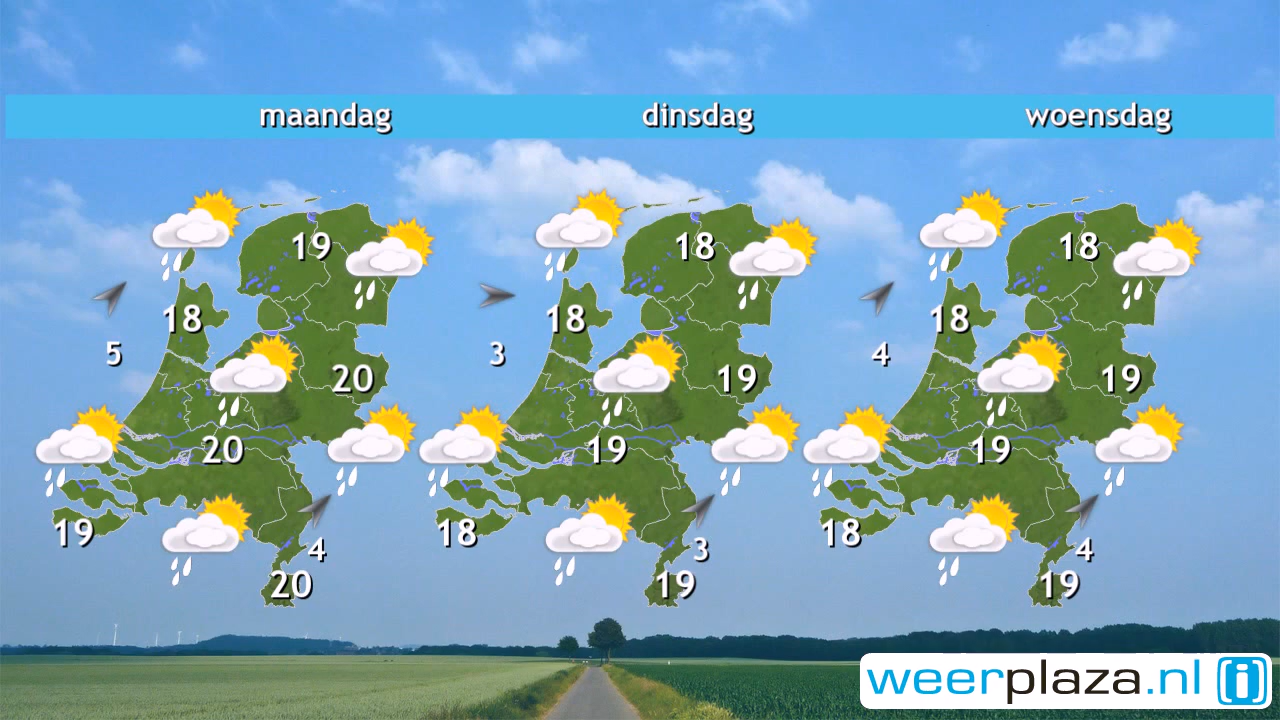 maandag dinsdag woensdag
19 18 18
18 18 18
5 3 4
20 19 19
20 19 19
19 18 18
4 3 4
20 19 19
weerplaza.nl i